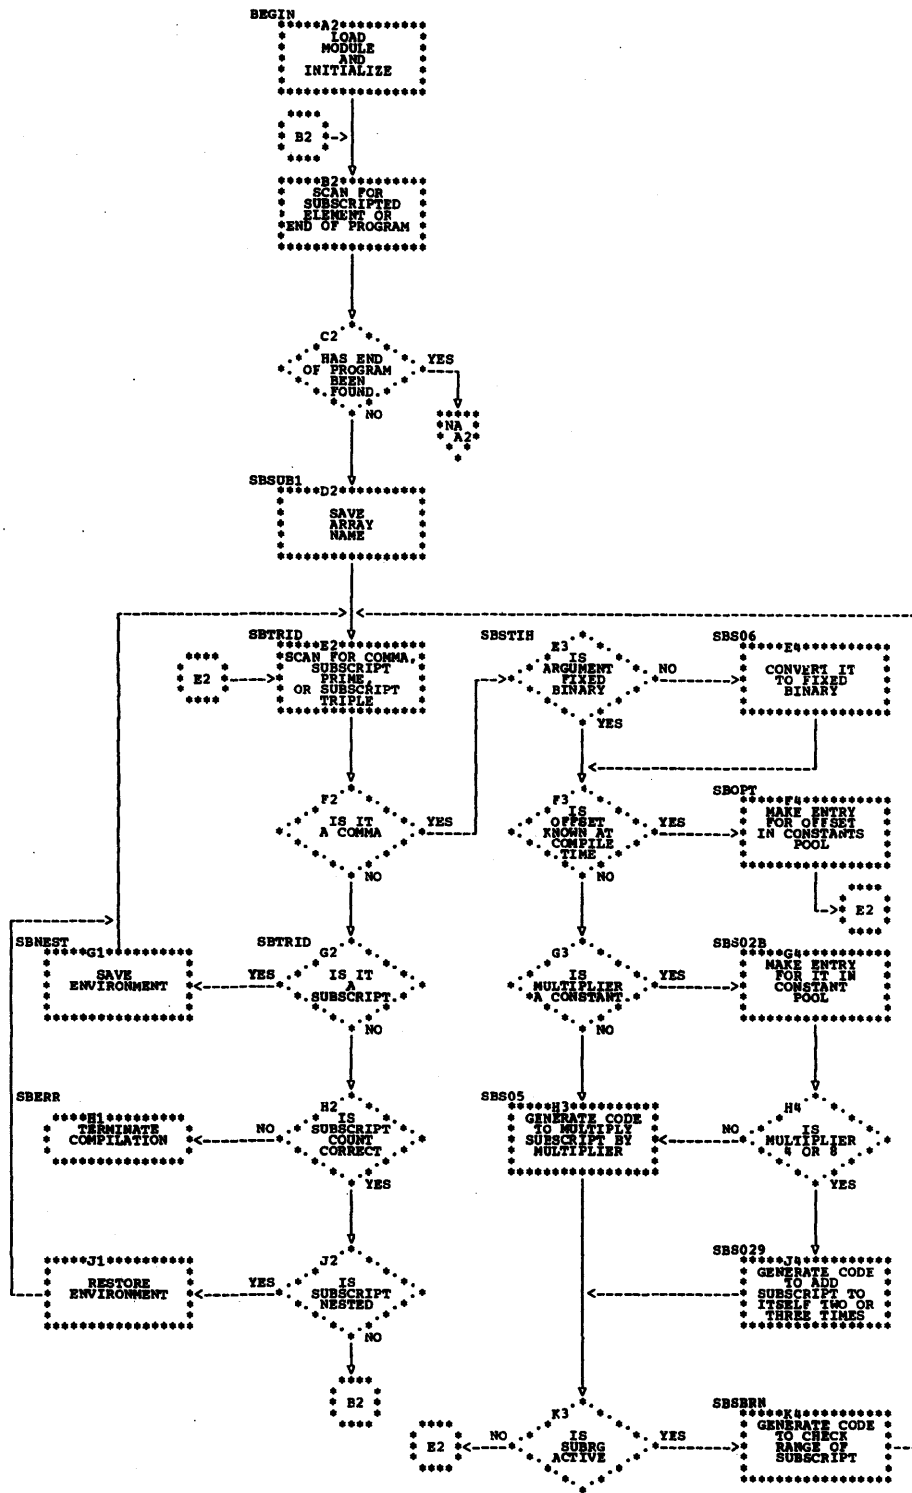 BEGIN
A2
LOAD
MODULE
AND
INITIALIZE
B2
B2
SCAN FOR
SUBSCRIPTED
ELEMENT OR
END OF PROGRAM
C2
HAS END
OF PROGRAM
BEEN
FOUND
YES
NO
NA
A2
SBSUB1
D2
SAVE
ARRAY
NAME
SBTRID
E2
SCAN FOR COMMA,
SUBSCRIPT
PRIME,
OR SUBSCRIPT
TRIPLE
E2
SBSTIH
E3
IS
ARGUMENT
FIXED
BINARY
NO
YES
SBS06
E4
CONVERT IT
TO FIXED
BINARY
F2
IS IT
A COMMA
YES
NO
F3
IS
OFFSET
KNOWN AT
COMPILE
TIME
YES
NO
SBOPT
F4
MAKE ENTRY
FOR OFFSET
IN CONSTANTS
POOL
E2
SBNEST
G1
SAVE
ENVIRONMENT
SBTRID
G2
IS IT
A
SUBSCRIPT
YES
NO
G3
IS
MULTIPLIER
A CONSTANT
YES
NO
SBS02B
G4
MAKE ENTRY
FOR IT IN
CONSTANT
POOL
SBERR
H1
TERMINATE
COMPILATION
H2
IS
SUBSCRIPT
COUNT
CORRECT
NO
YES
SBS05
H3
GENERATE CODE
TO MULTIPLY
SUBSCRIPT BY
MULTIPLIER
H4
IS
MULTIPLIER
4 OR 8
NO
YES
J1
RESTORE
ENVIRONMENT
J2
IS
SUBSCRIPT
NESTED
YES
NO
SBS029
J4
GENERATE CODE
TO ADD
SUBSCRIPT TO
ITSELF TWO OR
THREE TIMES
B2
E2
K3
IS
SUBRG
ACTIVE
NO
YES
SBSBRN
K4
GENERATE CODE
TO CHECK
RANGE OF
SUBSCRIPT